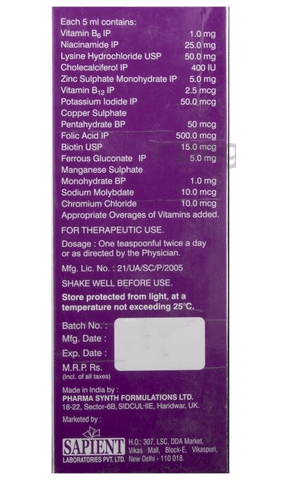 Each 5 ml contains:
Vitamin B6 IP 1.0 mg
Niacinamide IP 25.0 mg
Lysine Hydrochloride USP 50.0 mg
Cholecalciferol IP 400 IU
Zinc Sulphate Monohydrate IP 5.0 mg
Vitamin B12 IP 2.5 mcg
Potassium Iodide IP 50.0 mcg
Copper Sulphate
Pentahydrate BP 50 mcg
Folic Acid IP 500.0 mcg
Biotin USP 15.0 mcg
Ferrous Gluconate IP 5.0 mg
Manganese Sulphate
Monohydrate BP 1.0 mg
Sodium Molybdate 10.0 mcg
Chromium Chloride 10.0 mcg
Appropriate Overages of Vitamins added.
FOR THERAPEUTIC USE.
Dosage : One teaspoonful twice a day
or as directed by the Physician.
Mfg. Lic. No. : 21/UA/SC/P/2005
SHAKE WELL BEFORE USE.
Store protected from light, at a
temperature not exceeding 25°C.
Batch No. :
Mfg. Date :
Exp. Date :
M.R.P. Rs.
(Incl. of all taxes)
Made in India by :
PHARMA SYNTH FORMULATIONS LTD.
18-22, Sector-6B, SIDCUL-IIE, Haridwar, UK.
Marketed by :
SAPIENT
LABORATORIES PVT. LTD.
H.O.: 307, LSC, DDA Market,
Vikas Mall, Block-E, Vikaspuri,
New Delhi - 110 018.